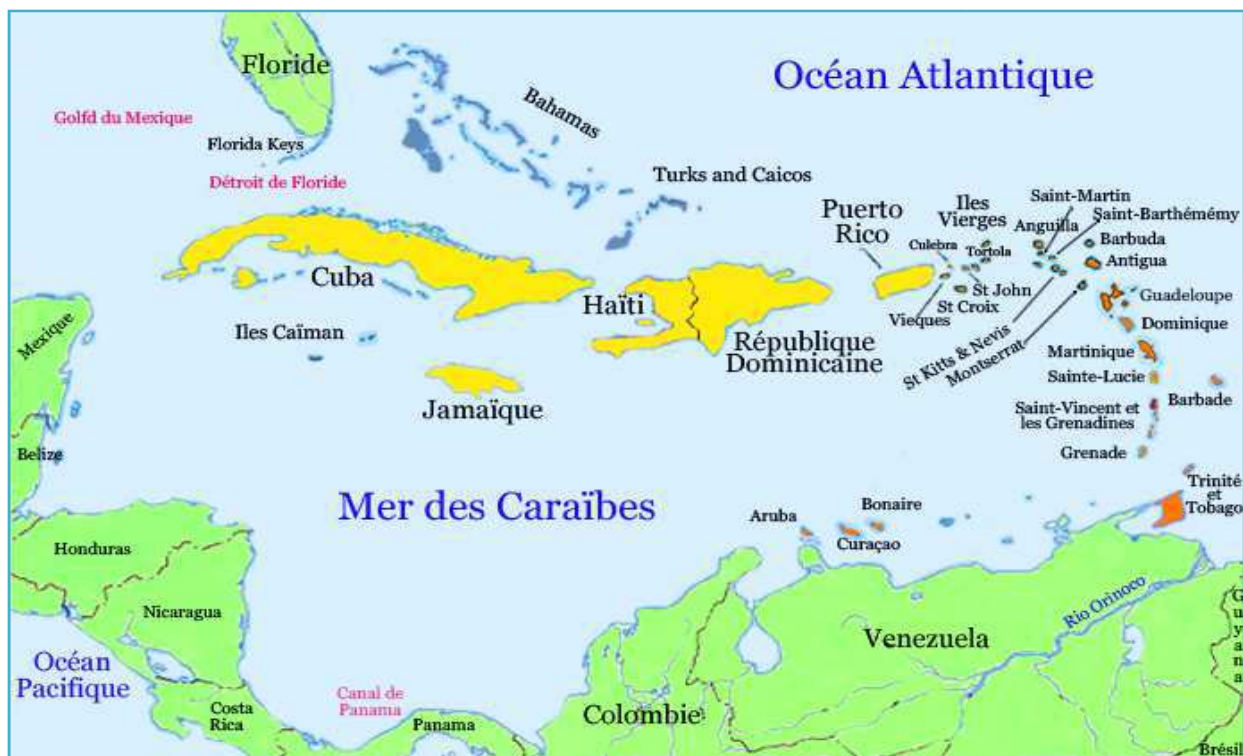 Floride
Océan Atlantique
Golfd du Mexique
Bahamas
Florida Keys
Détroit de Floride
Turks and Caicos
Saint-Martin
Iles
Vierges
Saint-Barthémémy
Puerto
Rico
Anguilla
Barbuda
Culebra
Tortola
Antigua
Cuba
Haïti
St John
Guadeloupe
St Croix
Vieques
Dominique
Iles Caïman
République
Dominicaine
St Kitts & Nevis
Montserrat
Martinique
Mexique
Sainte-Lucie
Jamaïque
Barbade
Saint-Vincent et
les Grenadines
Belize
Grenade
Trinité
et
Tobago
Mer des Caraïbes
Aruba
Bonaire
Curaçao
Honduras
Nicaragua
Rio Orinoco
Guyana
Venezuela
Océan
Pacifique
Canal de
Panama
Costa
Rica
Panama
Colombie
Brésil